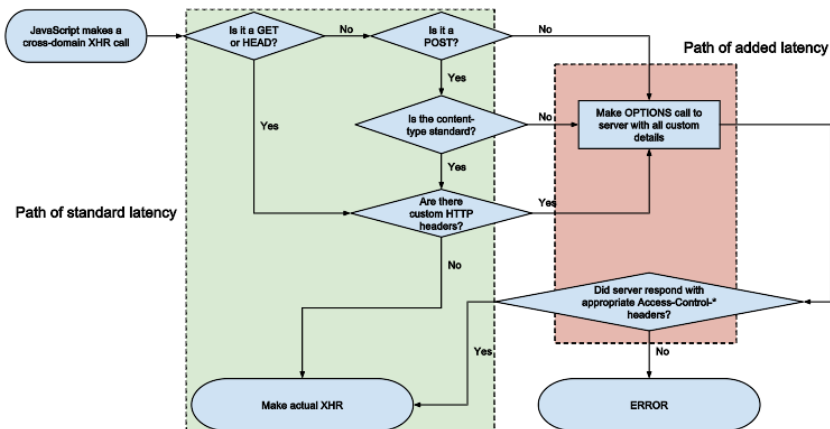 JavaScript makes a
cross-domain XHR call
Is it a GET
or HEAD?
No
Is it a
POST?
No
Path of added latency
Yes
Make OPTIONS call to
server with all custom
details
Yes
Is the content-
type standard?
No
Yes
Path of standard latency
Are there
custom HTTP
headers?
Yes
No
Did server respond with
appropriate Access-Control-*
headers?
Yes
No
Make actual XHR
ERROR